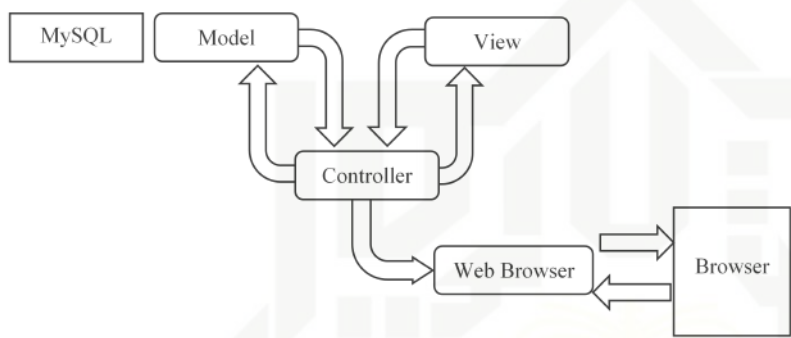 MySQL
Model
View
Controller
Web Browser
Browser